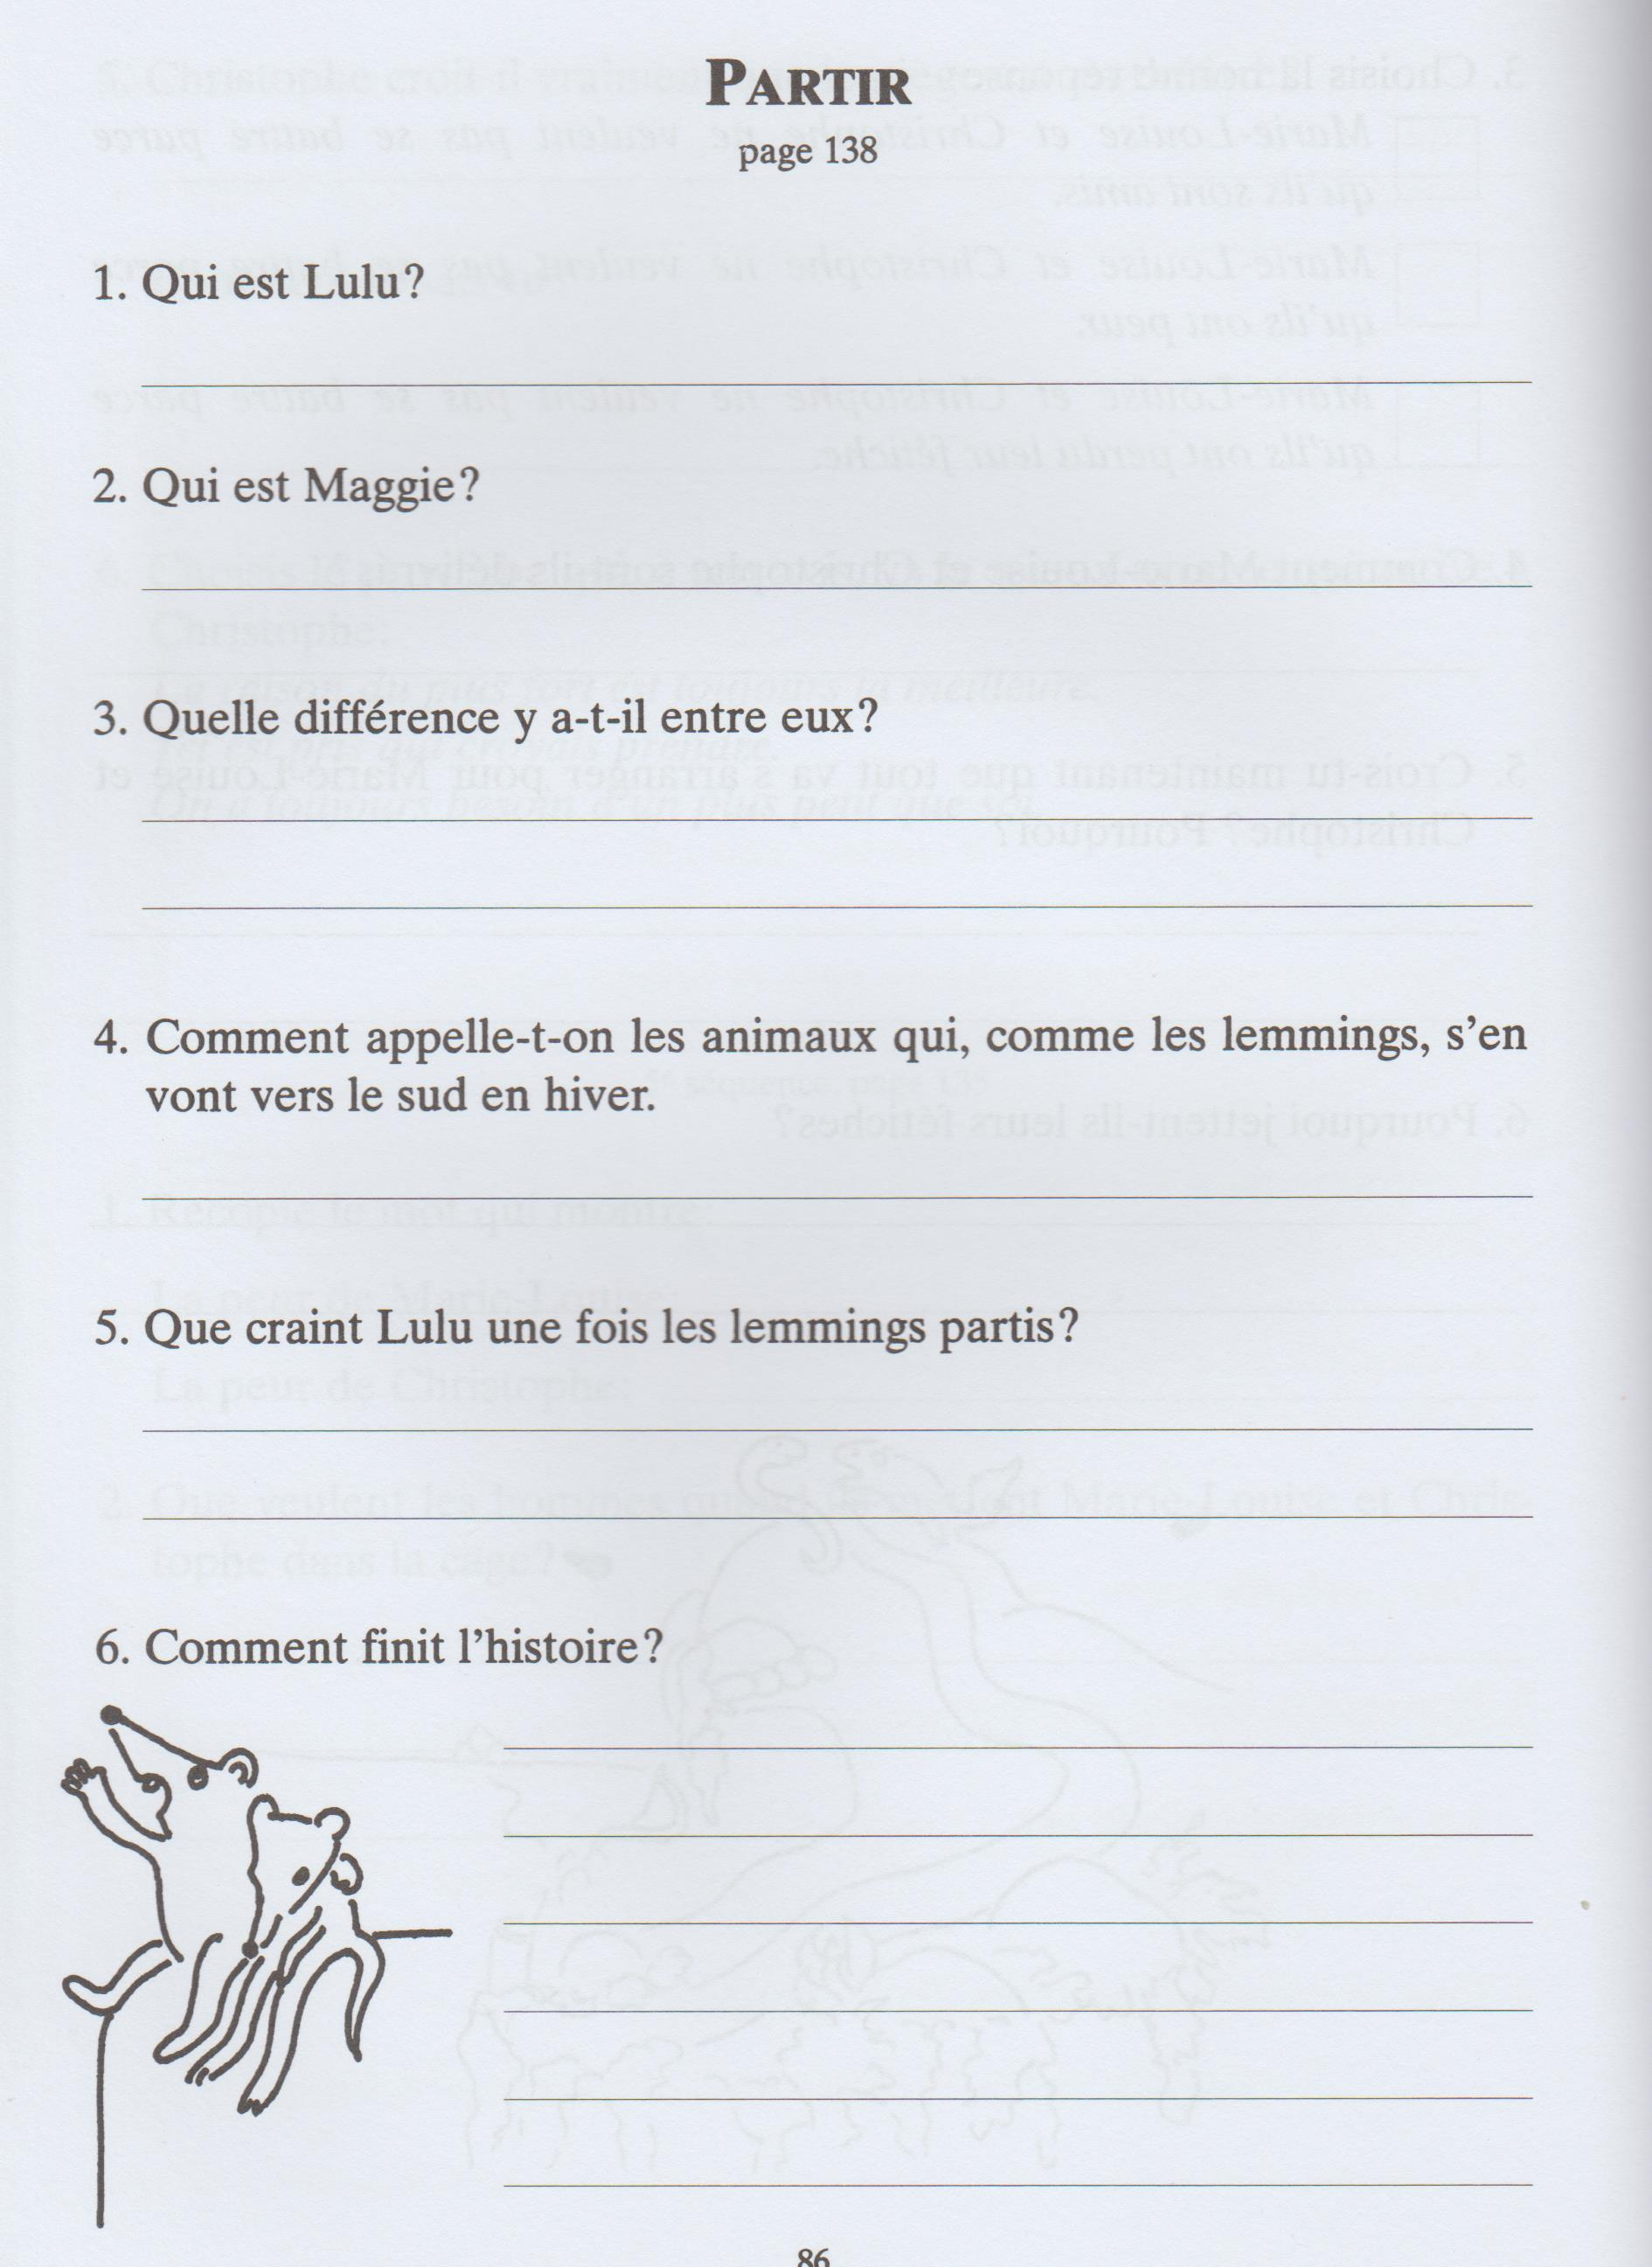 PARTIR
page 138
1. Qui est Lulu?
2. Qui est Maggie?
3. Quelle différence y a-t-il entre eux?
4. Comment appelle-t-on les animaux qui, comme les lemmings, s'en
vont vers le sud en hiver.
5. Que craint Lulu une fois les lemmings partis?
6. Comment finit l'histoire?
86